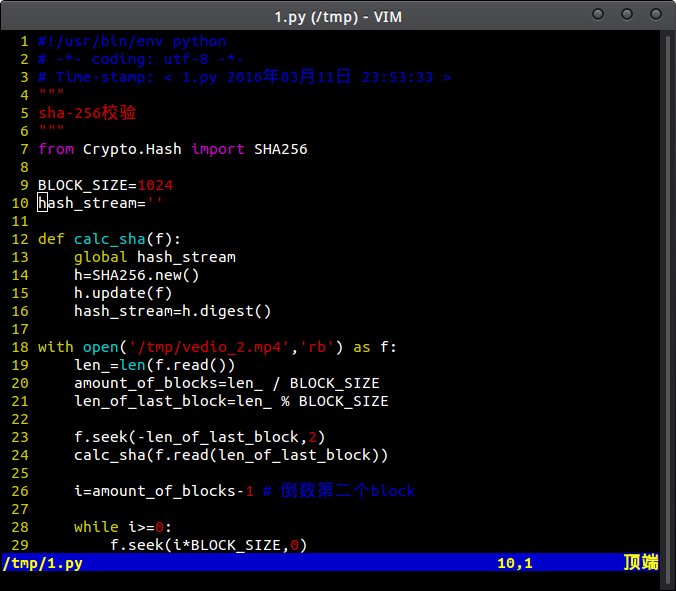 1.py (/tmp) - VIM
1 #!/usr/bin/env python
2 # -*- coding: utf-8 -*-
3 # Time-stamp: < 1.py 2016年03月11日 23:53:33 >
4 """
5 sha-256校验
6 """
7 from Crypto.Hash import SHA256
8
9 BLOCK_SIZE=1024
10 hash_stream=''
11
12 def calc_sha(f):
13     global hash_stream
14     h=SHA256.new()
15     h.update(f)
16     hash_stream=h.digest()
17
18 with open('/tmp/vedio_2.mp4','rb') as f:
19     len_=len(f.read())
20     amount_of_blocks=len_ / BLOCK_SIZE
21     len_of_last_block=len_ % BLOCK_SIZE
22
23     f.seek(-len_of_last_block,2)
24     calc_sha(f.read(len_of_last_block))
25
26     i=amount_of_blocks-1 # 倒数第二个block
27
28     while i>=0:
29         f.seek(i*BLOCK_SIZE,0)
/tmp/1.py 10,1 顶端